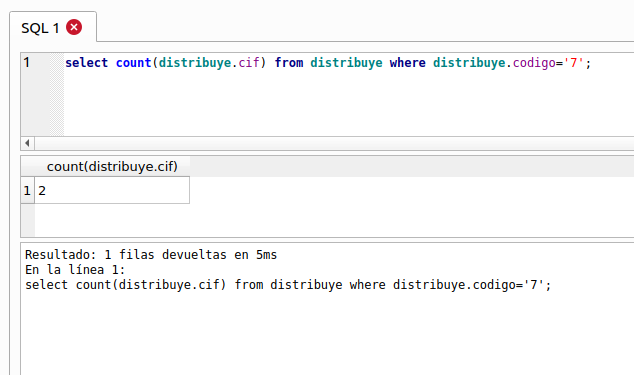 SQL 1
1 select count(distribuye.cif) from distribuye where distribuye.codigo='7';
count(distribuye.cif)
1 2
Resultado: 1 filas devueltas en 5ms
En la línea 1:
select count(distribuye.cif) from distribuye where distribuye.codigo='7';